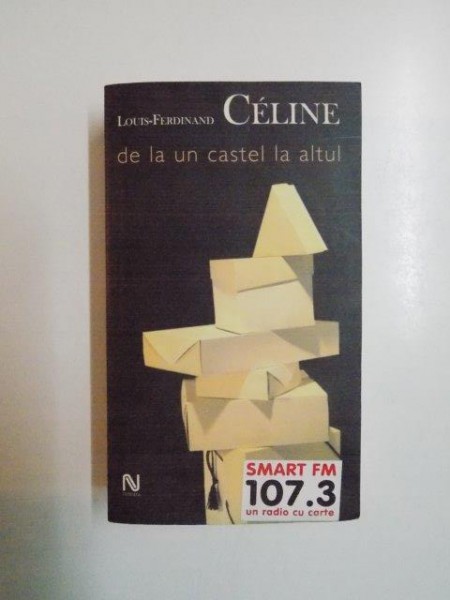 LOUIS-FERDINAND CÉLINE
de la un castel la altul
N
SMART FM
107.3
un radio cu carte